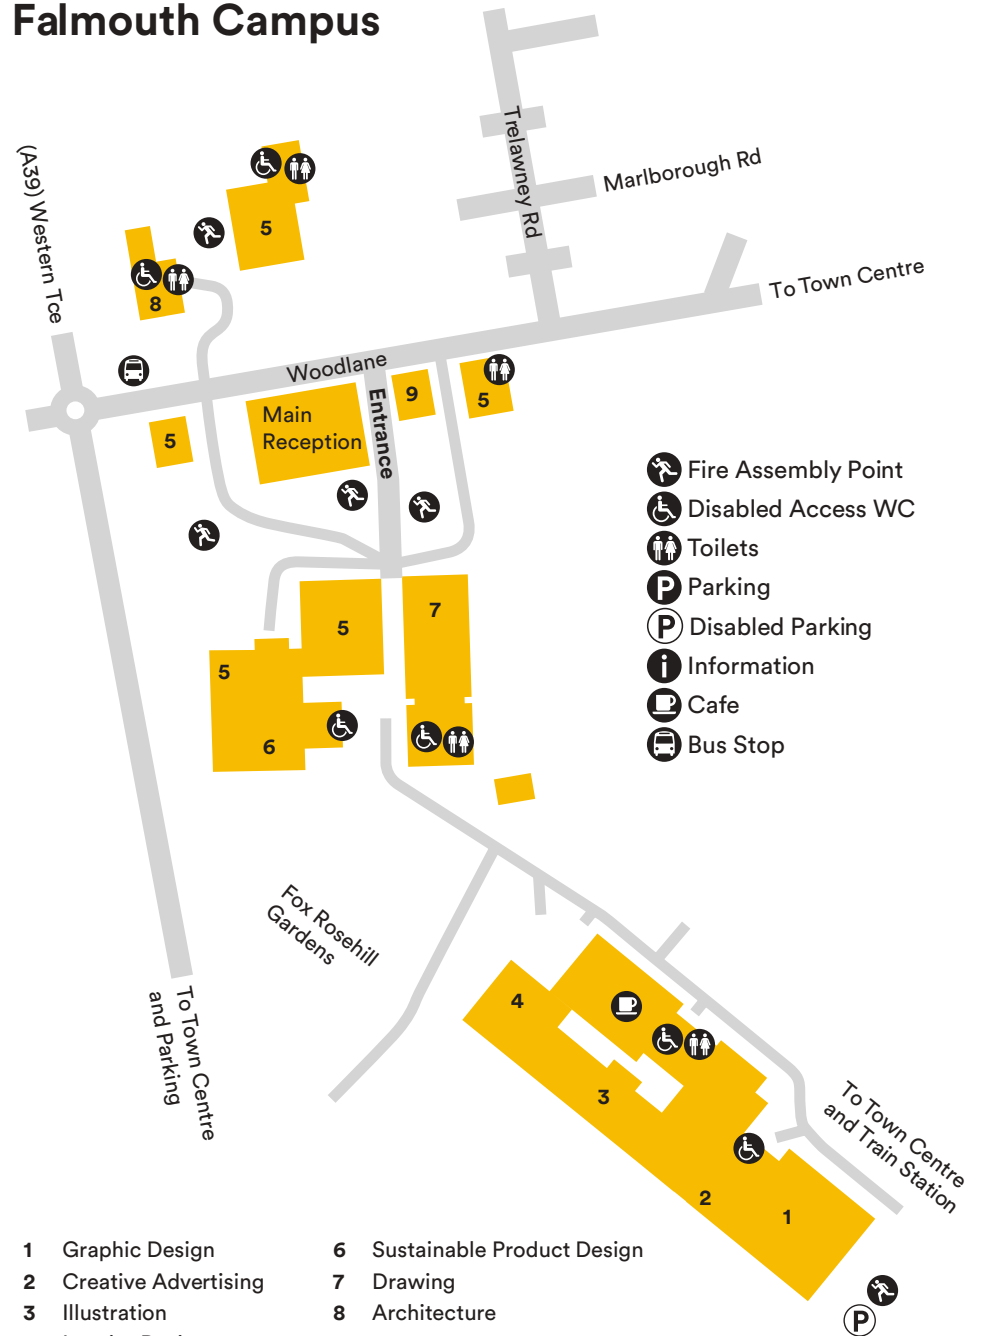 Falmouth Campus
Trelawney Rd
Marlborough Rd
(A39) Western Tce
To Town Centre
5
8
Woodlane
Entrance
9
5
Main
Reception
5
Fire Assembly Point
Disabled Access WC
Toilets
P Parking
P Disabled Parking
i Information
Cafe
Bus Stop
5
7
5
6
Fox Rosehill
Gardens
To Town Centre
and Parking
4
3
2
1
To Town Centre
and Train Station
P
1 Graphic Design
2 Creative Advertising
3 Illustration
6 Sustainable Product Design
7 Drawing
8 Architecture